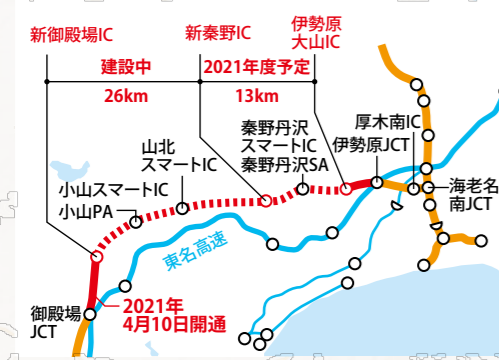 新御殿場IC
新秦野IC
伊勢原
大山IC
建設中
2021年度予定
26km
13km
山北
スマートIC
秦野丹沢
スマートIC
秦野丹沢SA
厚木南IC
伊勢原JCT
小山スマートIC
小山PA
海老名
南JCT
東名高速
御殿場
JCT
2021年
4月10日開通